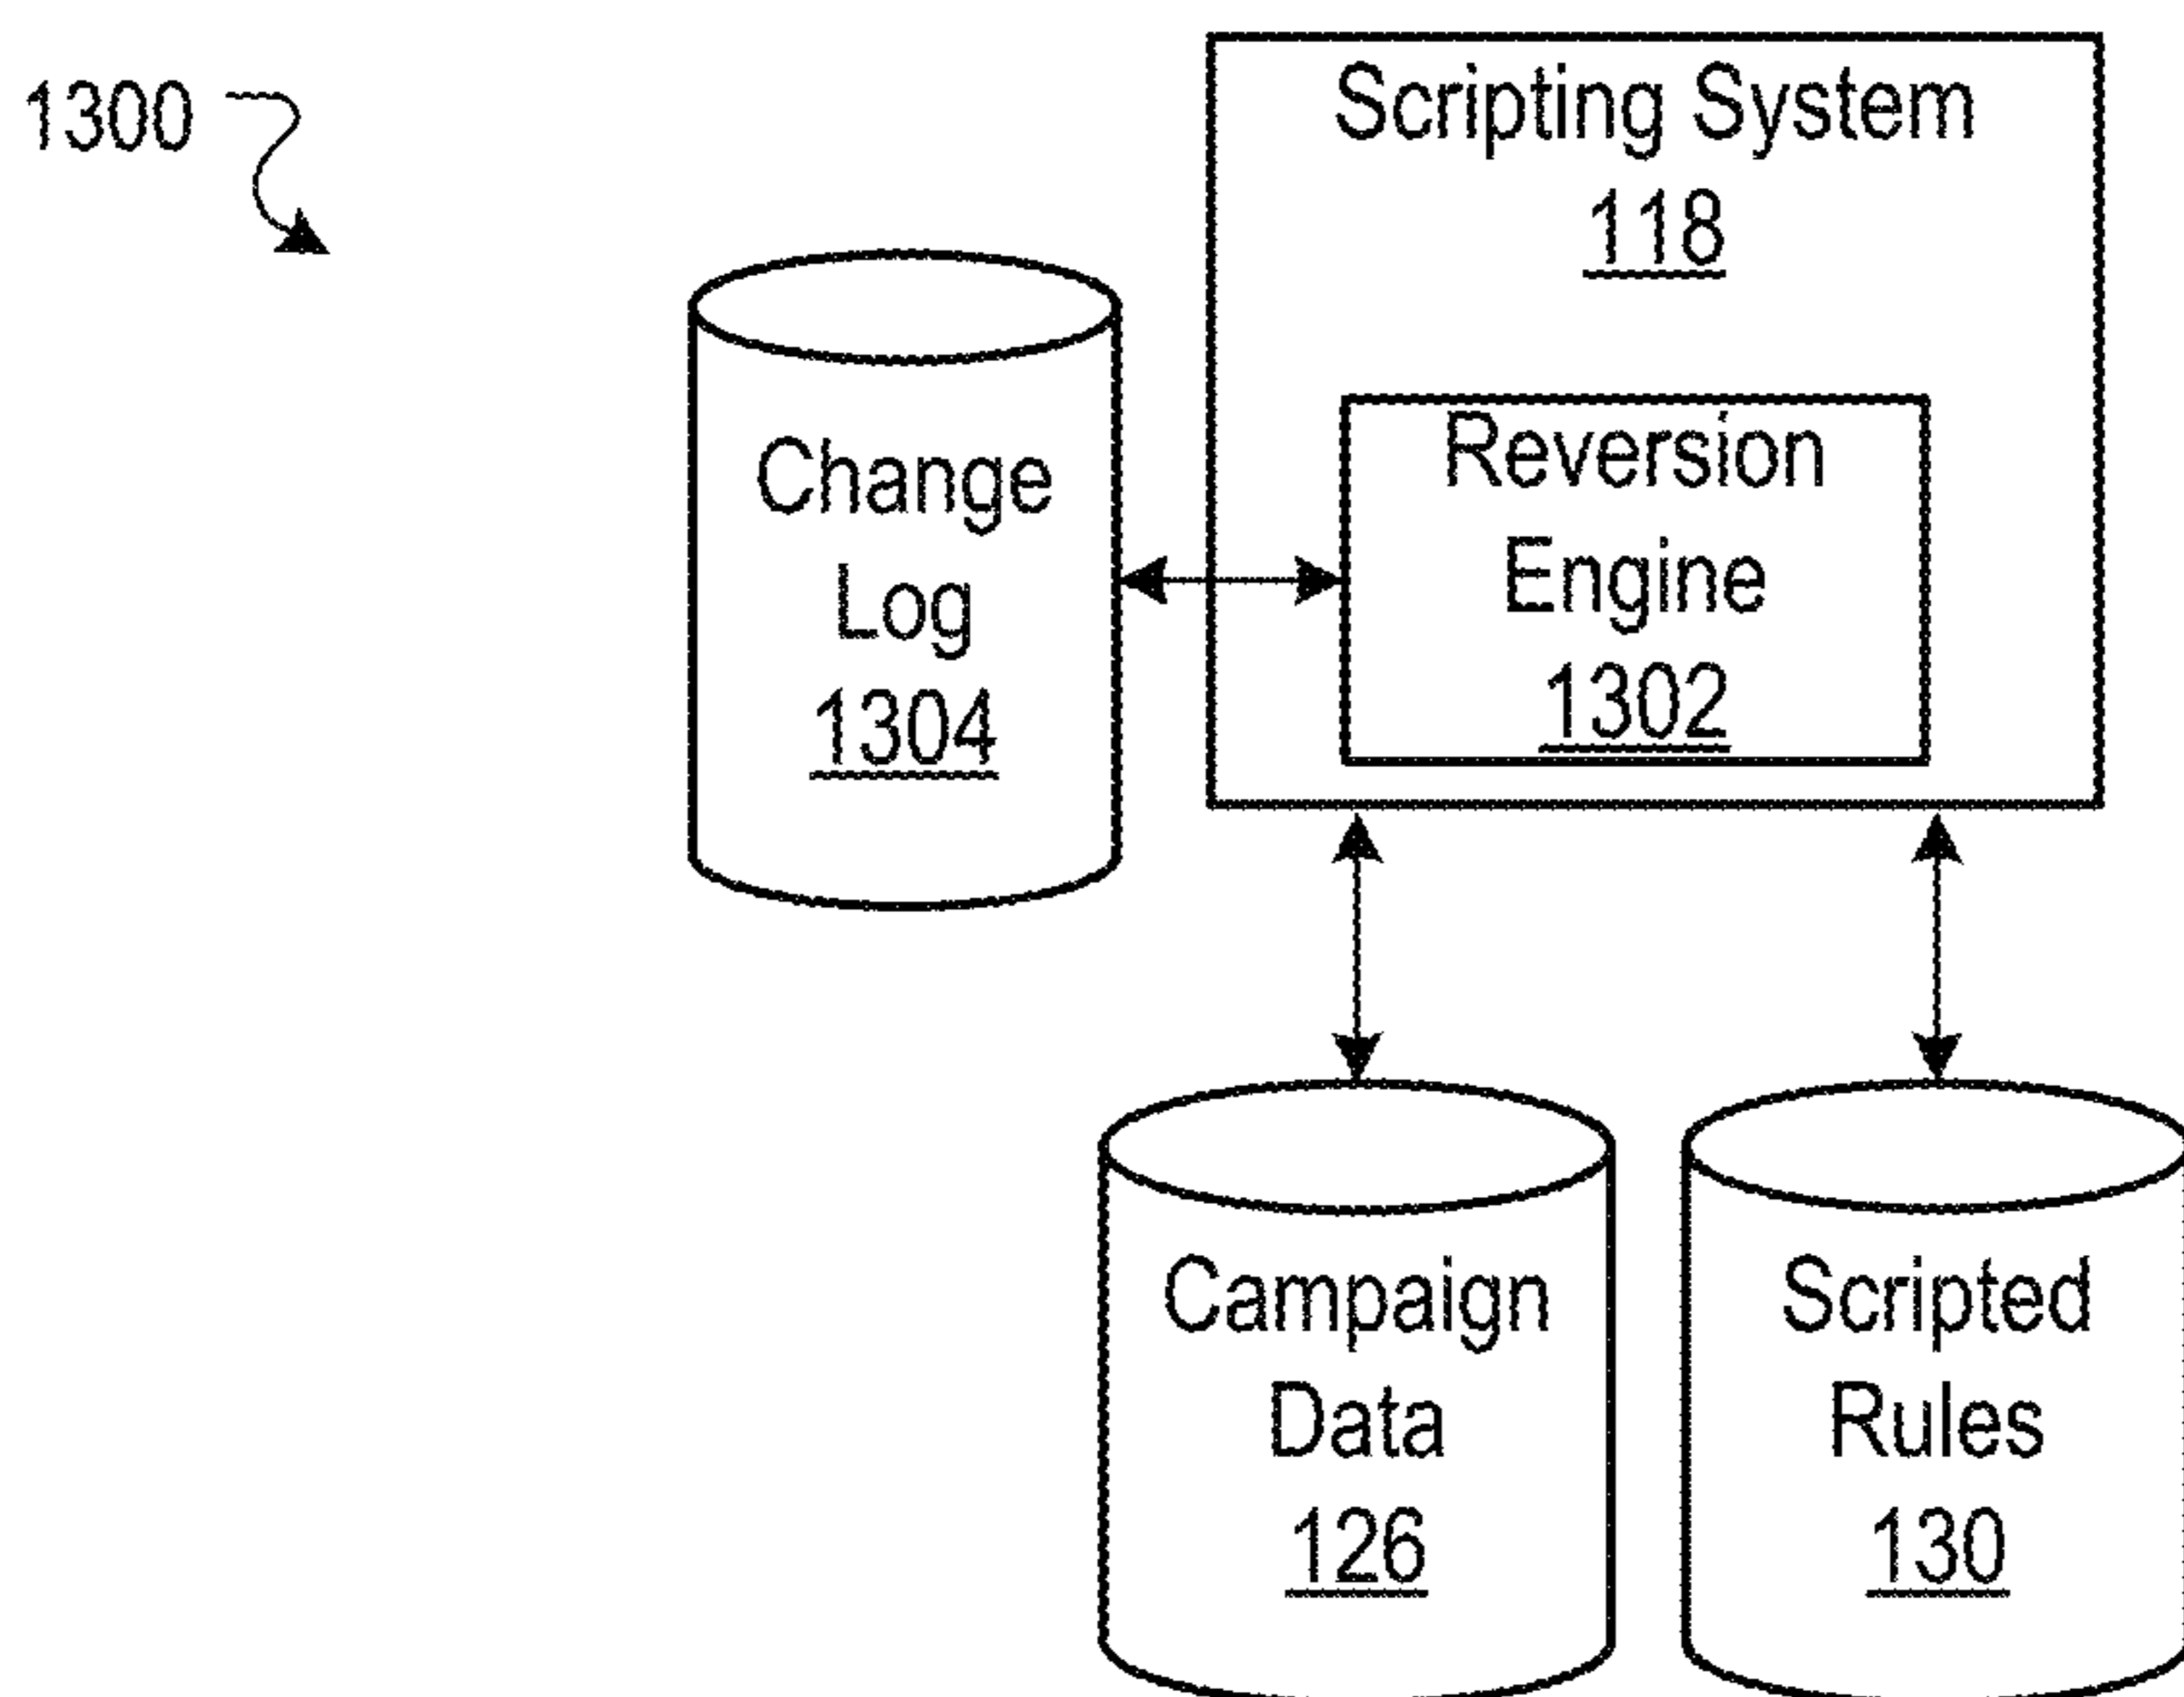 1300
Scripting System
118
Change
Log
1304
Reversion
Engine
1302
Campaign
Data
126
Scripted
Rules
130